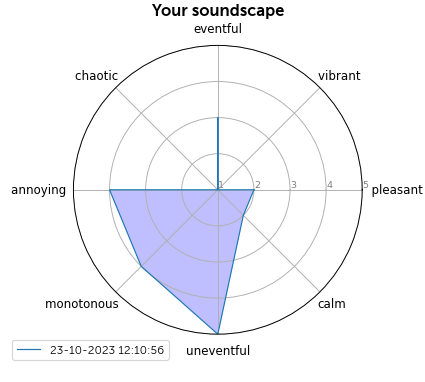 Your soundscape
eventful
chaotic
vibrant
annoying
1
2
3
4
5
pleasant
monotonous
calm
uneventful
23-10-2023 12:10:56